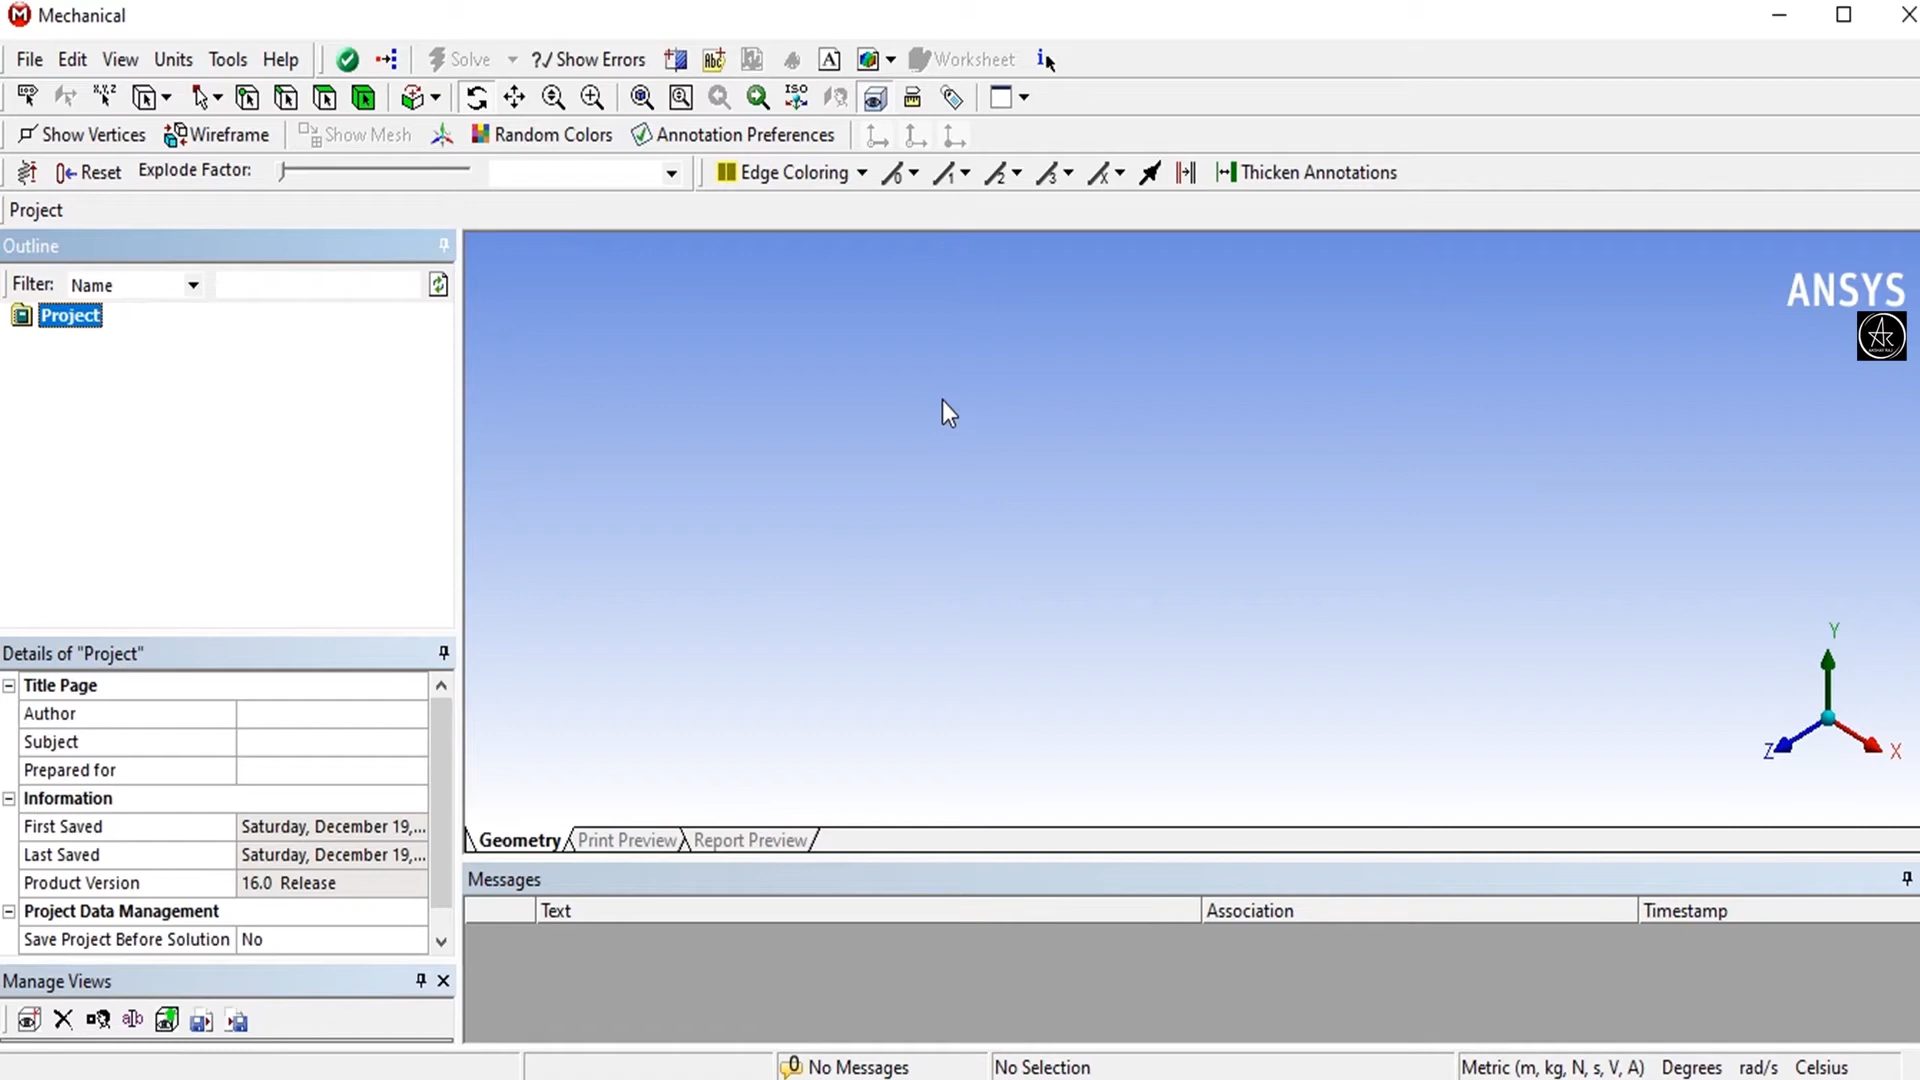 Mechanical
File Edit View Units Tools Help Solve ?/ Show Errors Worksheet
Show Vertices Wireframe Show Mesh Random Colors Annotation Preferences
Reset Explode Factor: Edge Coloring Thicken Annotations
Project
Outline
Filter: Name
Project
ANSYS
Y
Z X
Details of "Project"
Title Page
Author
Subject
Prepared for
Information
First Saved Saturday, December 19,...
Last Saved Saturday, December 19,...
Product Version 16.0 Release
Project Data Management
Save Project Before Solution No
Manage Views
Geometry Print Preview Report Preview
Messages
Text Association Timestamp
0 No Messages No Selection Metric (m, kg, N, s, V, A) Degrees rad/s Celsius